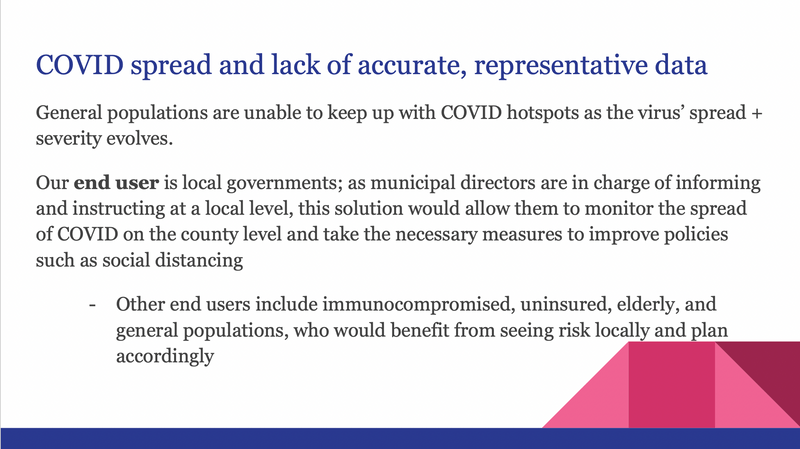 COVID spread and lack of accurate, representative data
General populations are unable to keep up with COVID hotspots as the virus’ spread +
severity evolves.
Our end user is local governments; as municipal directors are in charge of informing
and instructing at a local level, this solution would allow them to monitor the spread
of COVID on the county level and take the necessary measures to improve policies
such as social distancing
- Other end users include immunocompromised, uninsured, elderly, and
general populations, who would benefit from seeing risk locally and plan
accordingly